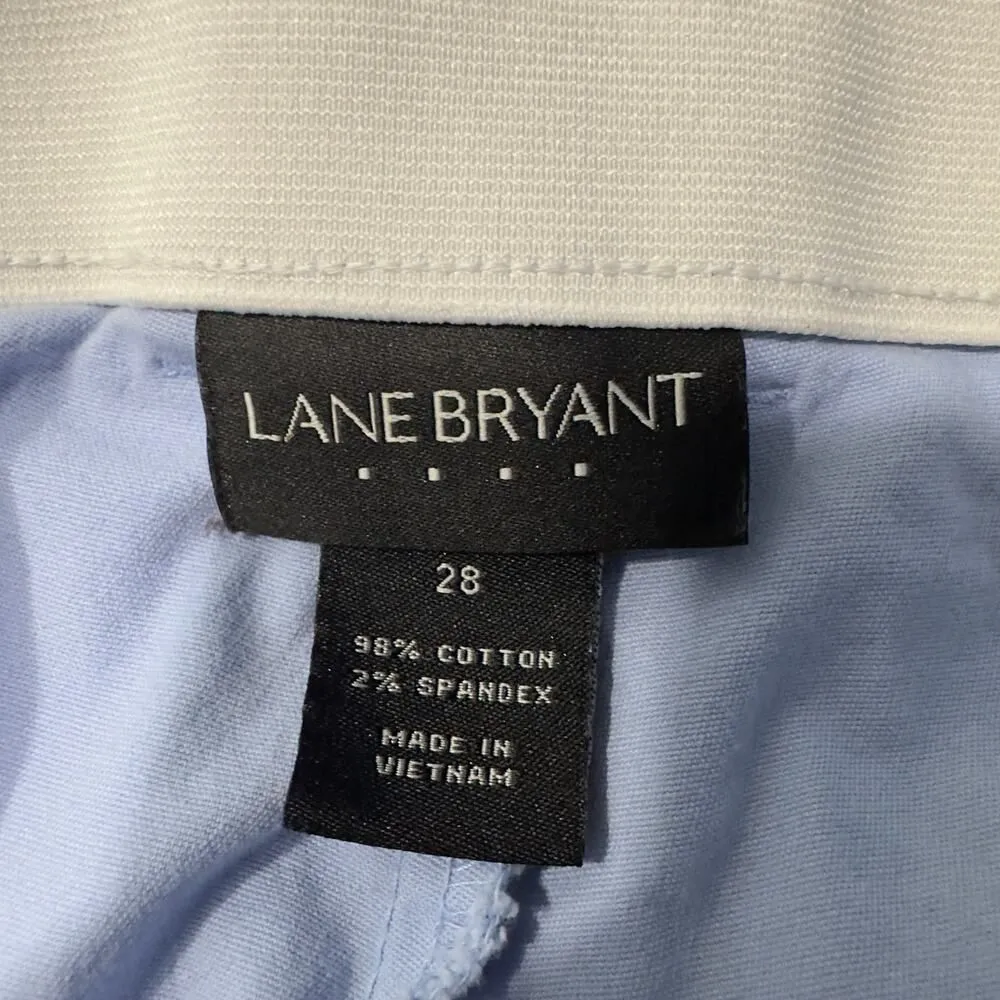 LANE BRYANT
28
98% COTTON
2% SPANDEX
MADE IN
VIETNAM